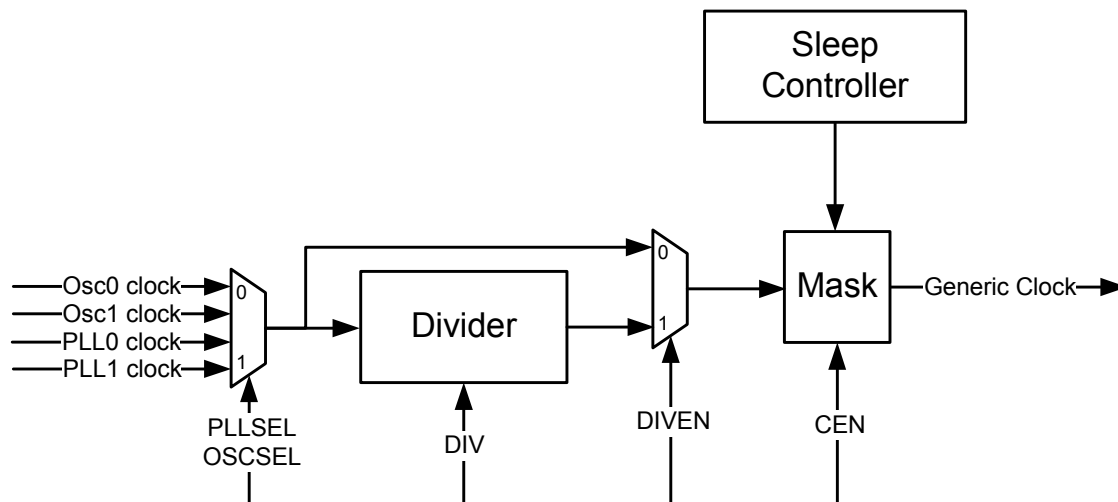 Sleep
Controller
Osc0 clock
Osc1 clock
PLL0 clock
PLL1 clock
0
1
PLLSEL
OSCSEL
Divider
DIV
0
1
DIVEN
Mask
CEN
Generic Clock